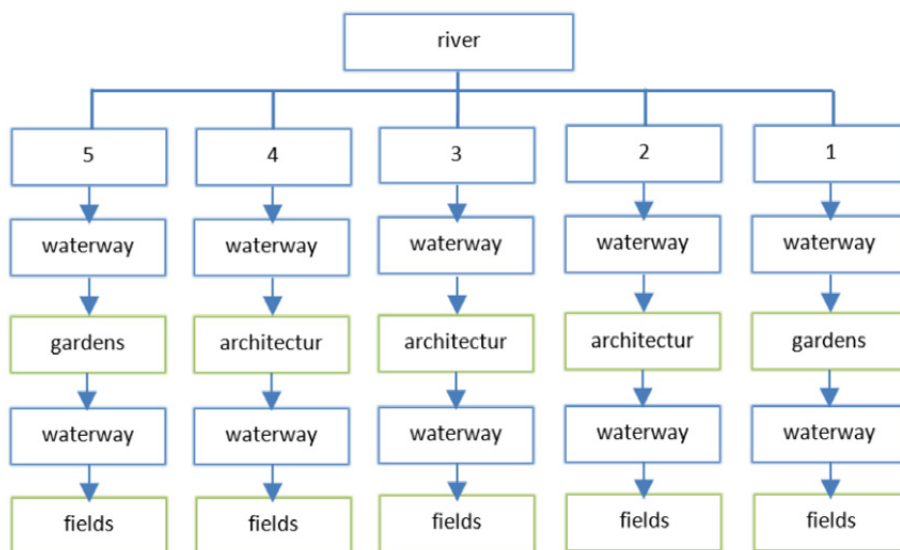 river
5 4 3 2 1
waterway waterway waterway waterway waterway
gardens architectur architectur architectur gardens
waterway waterway waterway waterway waterway
fields fields fields fields fields